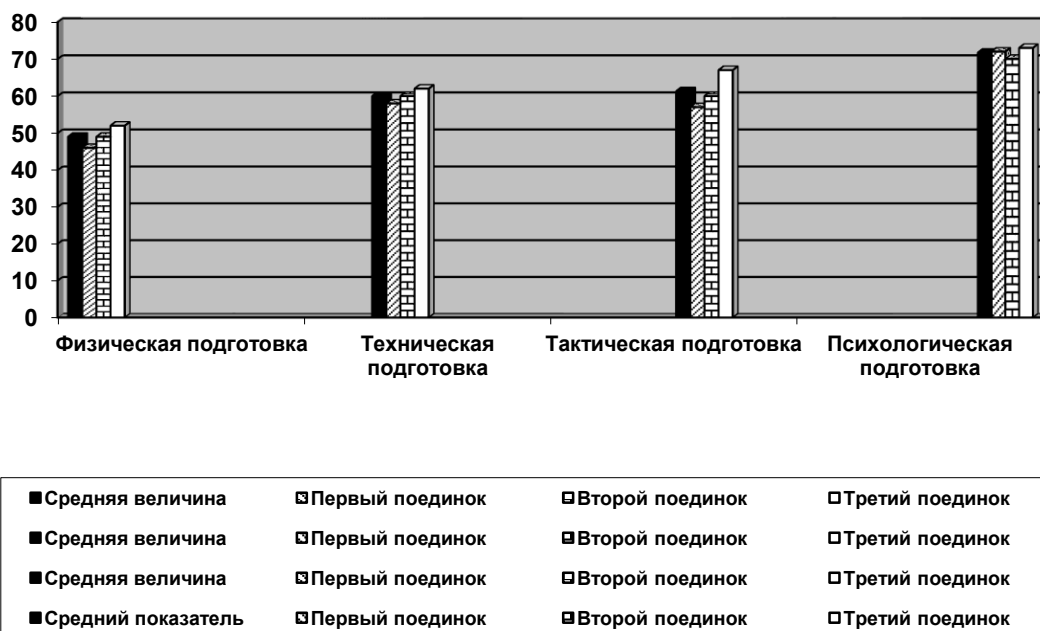 80
70
60
50
40
30
20
10
0
Физическая подготовка Техническая подготовка Тактическая подготовка Психологическая подготовка
Средняя величина Первый поединок Второй поединок Третий поединок
Средняя величина Первый поединок Второй поединок Третий поединок
Средняя величина Первый поединок Второй поединок Третий поединок
Средний показатель Первый поединок Второй поединок Третий поединок